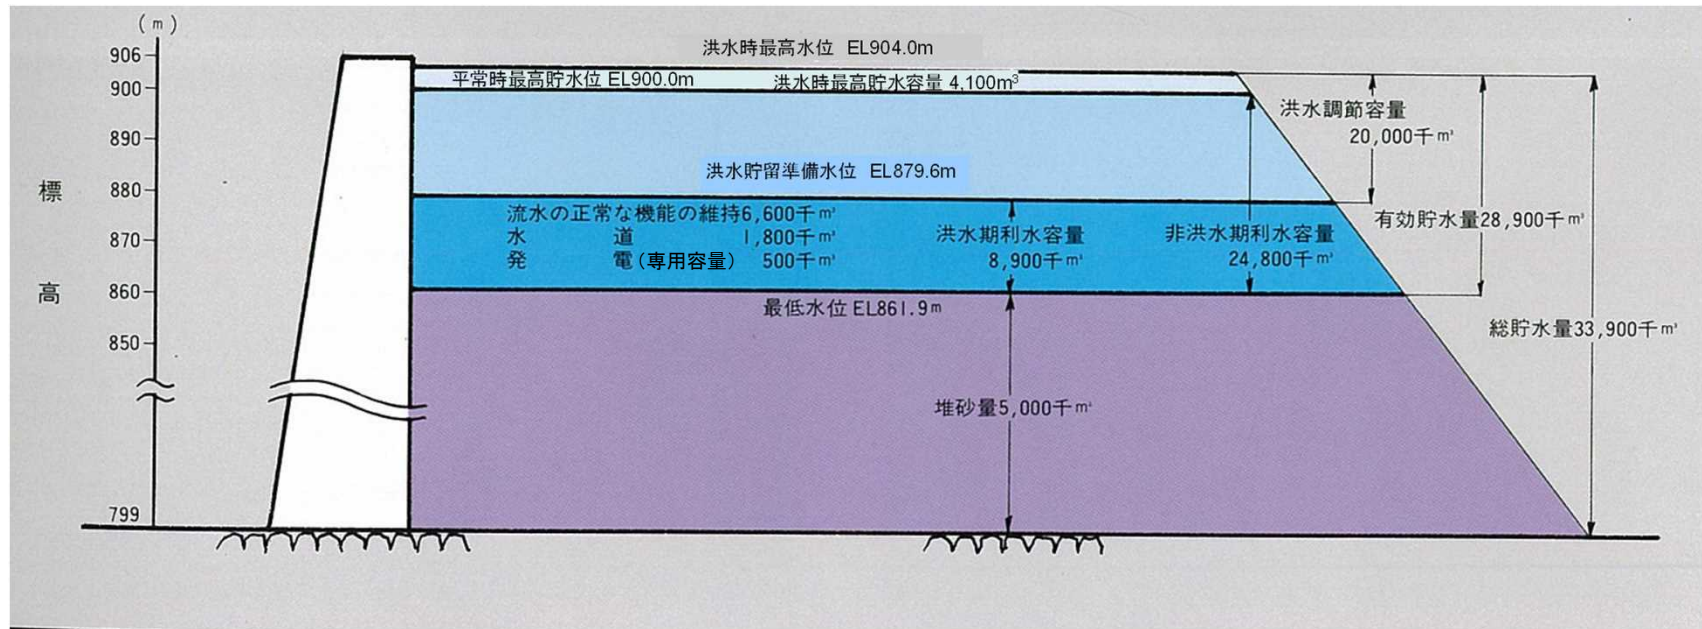 (m)
906
900
890
880
870
860
850
799
標
高
洪水時最高水位 EL904.0m
平常時最高貯水位 EL900.0m
洪水時最高貯水容量 4,100m³
洪水調節容量
20,000千㎥
洪水貯留準備水位 EL879.6m
流水の正常な機能の維持6,600千㎥
水道 1,800千㎥
発電(専用容量) 500千㎥
洪水期利水容量
8,900千㎥
非洪水期利水容量
24,800千㎥
有効貯水量28,900千㎥
最低水位 EL861.9m
総貯水量33,900千㎥
堆砂量5,000千㎥